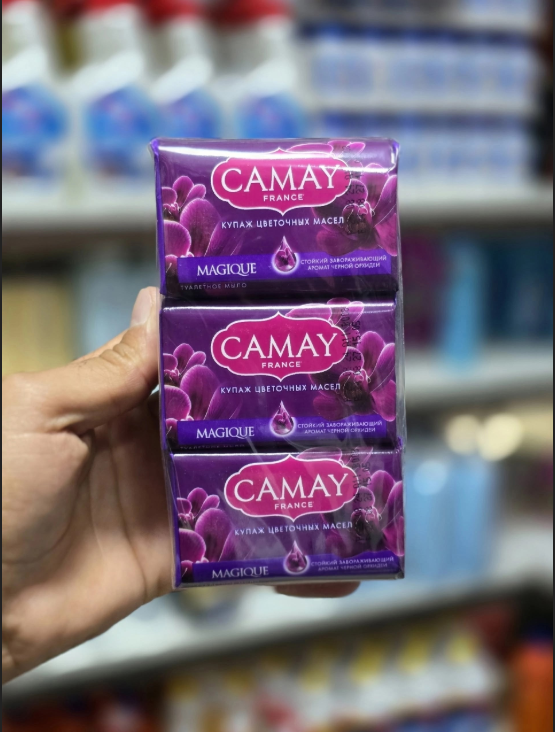 CAMAY
FRANCE
КУПАЖ ЦВЕТОЧНЫХ МАСЕЛ
MAGIQUE
СТОЙКИЙ ЗАВОРАЖИВАЮЩИЙ
АРОМАТ ЧЕРНОЙ ОРХИДЕИ
ТУАЛЕТНОЕ МЫЛО
CAMAY
FRANCE
КУПАЖ ЦВЕТОЧНЫХ МАСЕЛ
MAGIQUE
СТОЙКИЙ ЗАВОРАЖИВАЮЩИЙ
АРОМАТ ЧЕРНОЙ ОРХИДЕИ
CAMAY
FRANCE
КУПАЖ ЦВЕТОЧНЫХ МАСЕЛ
MAGIQUE
СТОЙКИЙ ЗАВОРАЖИВАЮЩИЙ
АРОМАТ ЧЕРНОЙ ОРХИДЕИ